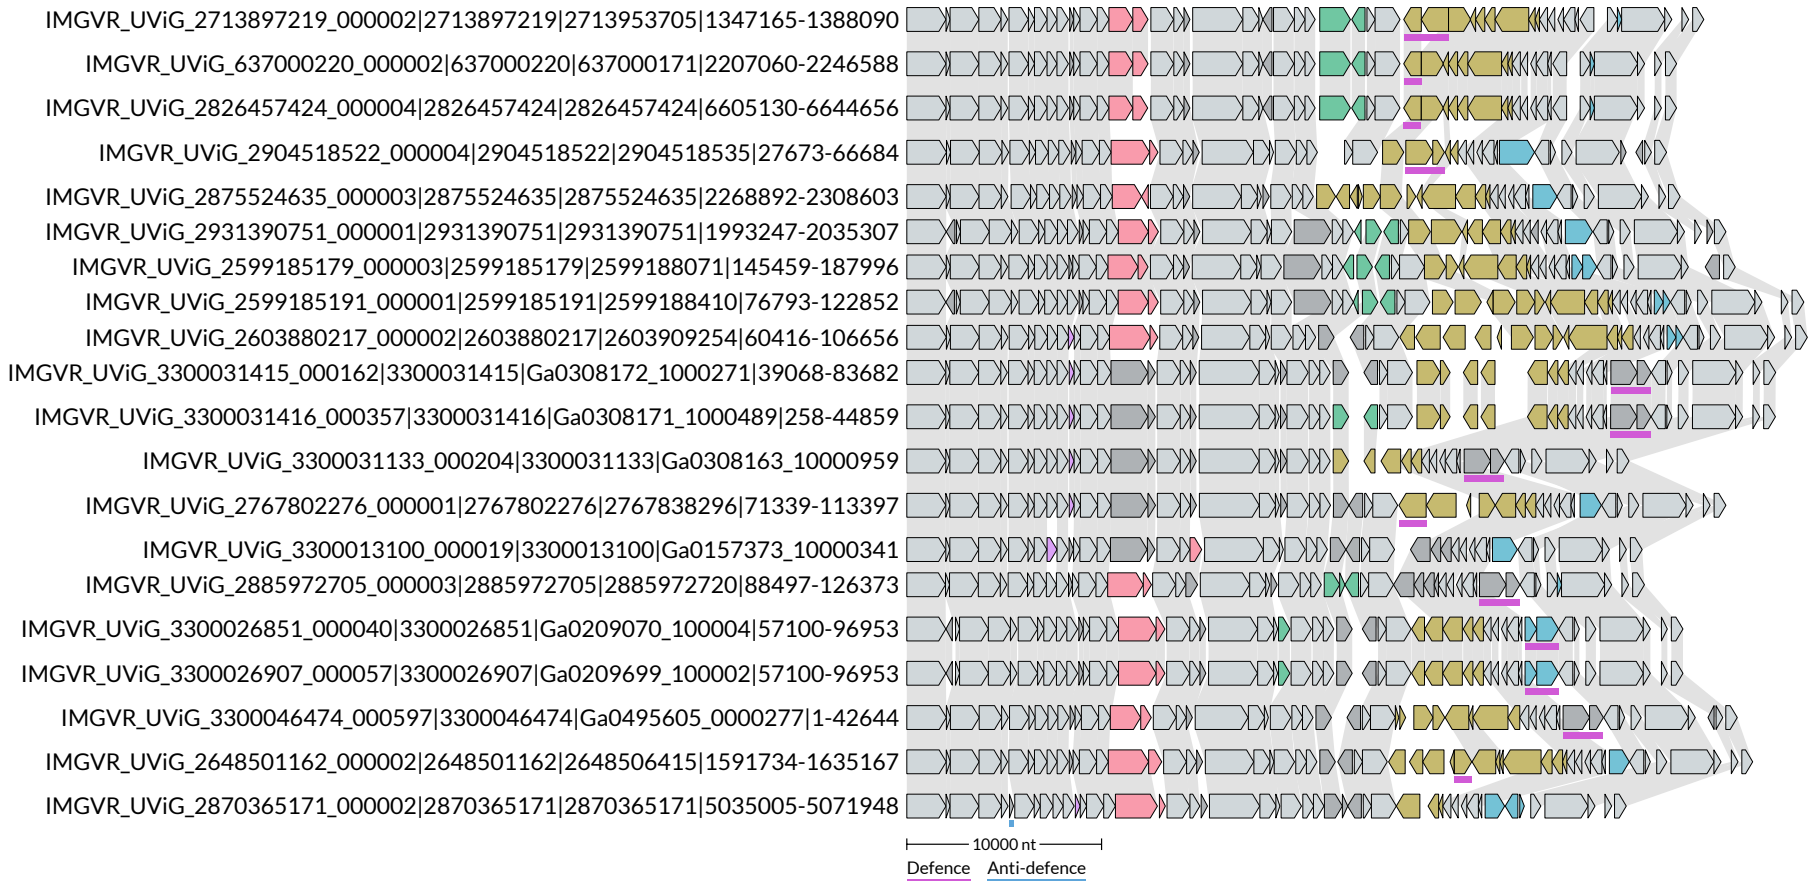 IMGVR_UViG_2713897219_000002|2713897219|2713953705|1347165-1388090
IMGVR_UViG_637000220_000002|637000220|637000171|2207060-2246588
IMGVR_UViG_2826457424_000004|2826457424|2826457424|6605130-6644656
IMGVR_UViG_2904518522_000004|2904518522|2904518535|27673-66684
IMGVR_UViG_2875524635_000003|2875524635|2875524635|2268892-2308603
IMGVR_UViG_2931390751_000001|2931390751|2931390751|1993247-2035307
IMGVR_UViG_2599185179_000003|2599185179|2599188071|145459-187996
IMGVR_UViG_2599185191_000001|2599185191|2599188410|76793-122852
IMGVR_UViG_2603880217_000002|2603880217|2603909254|60416-106656
IMGVR_UViG_3300031415_000162|3300031415|Ga0308172_1000271|39068-83682
IMGVR_UViG_3300031416_000357|3300031416|Ga0308171_1000489|258-44859
IMGVR_UViG_3300031133_000204|3300031133|Ga0308163_10000959
IMGVR_UViG_2767802276_000001|2767802276|2767838296|71339-113397
IMGVR_UViG_3300013100_000019|3300013100|Ga0157373_10000341
IMGVR_UViG_2885972705_000003|2885972705|2885972720|88497-126373
IMGVR_UViG_3300026851_000040|3300026851|Ga0209070_100004|57100-96953
IMGVR_UViG_3300026907_000057|3300026907|Ga0209699_100002|57100-96953
IMGVR_UViG_3300046474_000597|3300046474|Ga0495605_0000277|1-42644
IMGVR_UViG_2648501162_000002|2648501162|2648506415|1591734-1635167
IMGVR_UViG_2870365171_000002|2870365171|2870365171|5035005-5071948
10000 nt
Defence Anti-defence